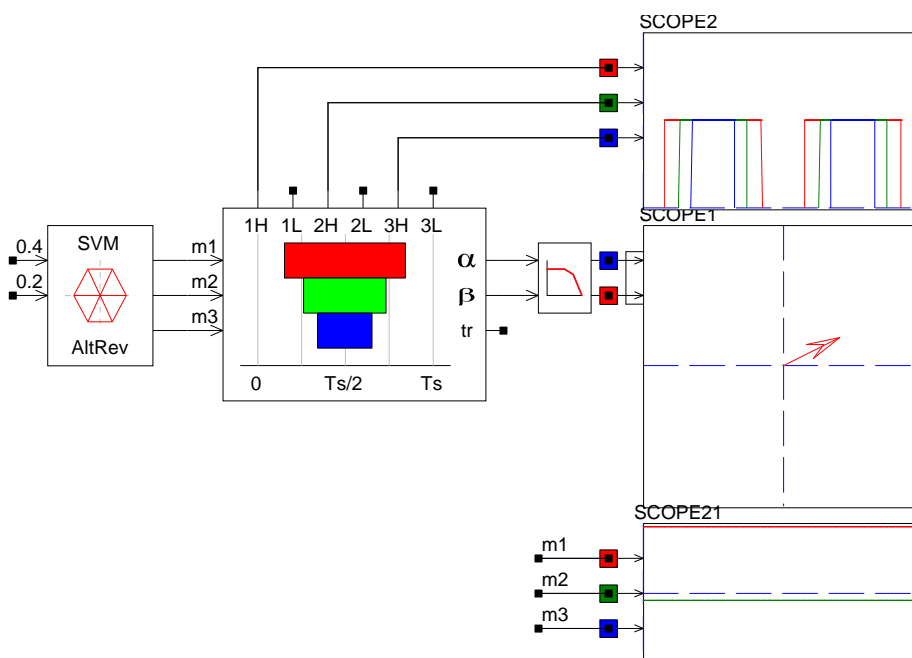 SCOPE2
1H 1L 2H 2L 3H 3L
SCOPE1
0.4
0.2
SVM
AltRev
m1
m2
m3
α
β
tr
0 Ts/2 Ts
SCOPE21
m1
m2
m3